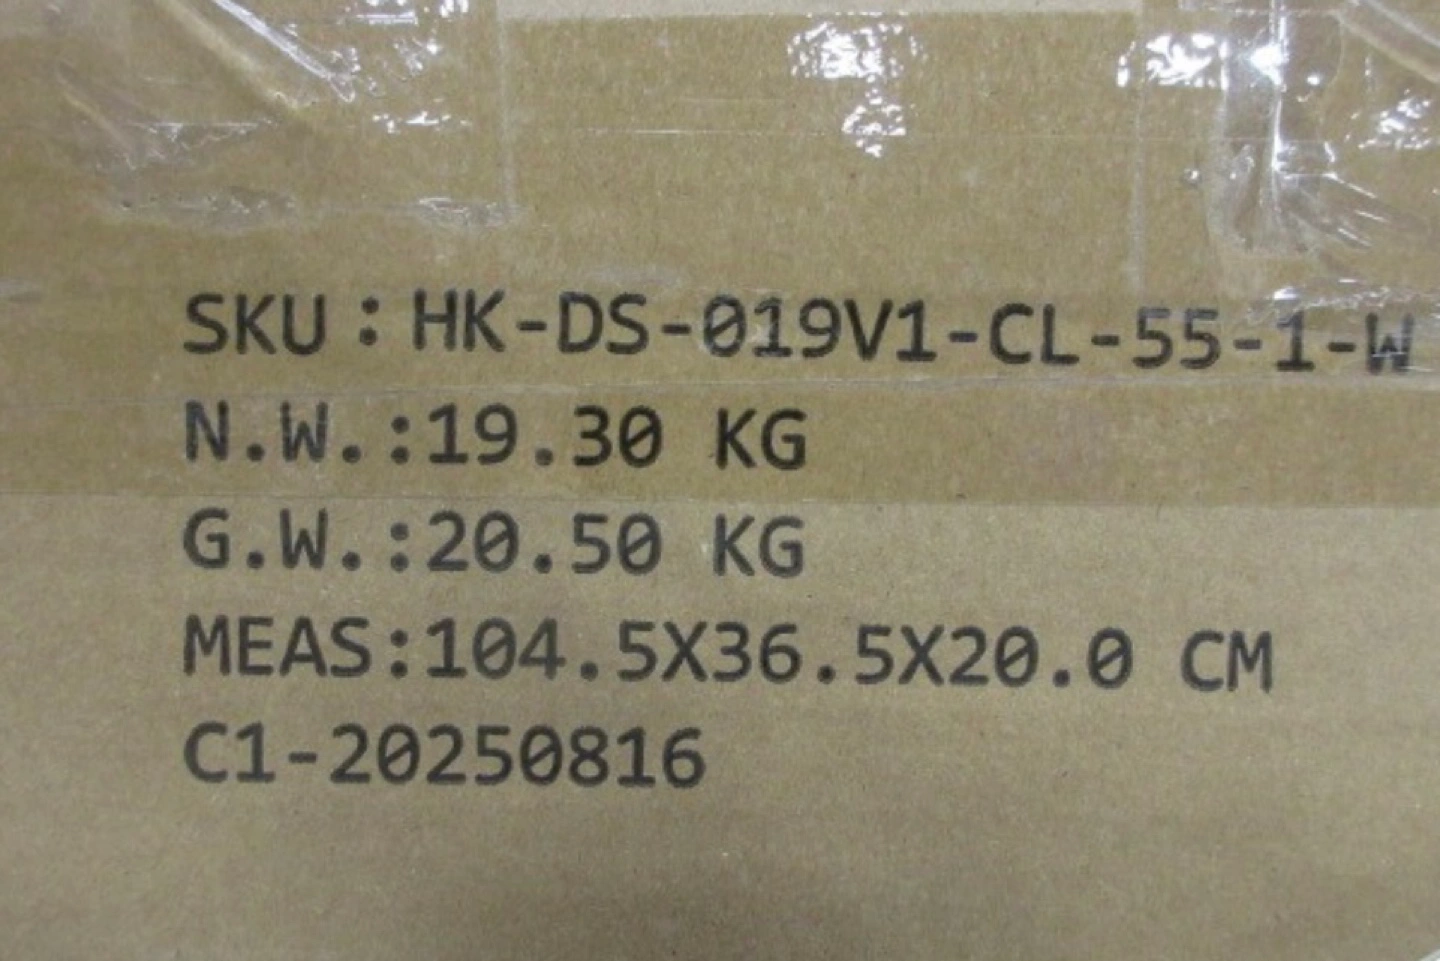 SKU：HK-DS-019V1-CL-55-1-W
N.W.:19.30 KG
G.W.:20.50 KG
MEAS:104.5X36.5X20.0 CM
C1-20250816